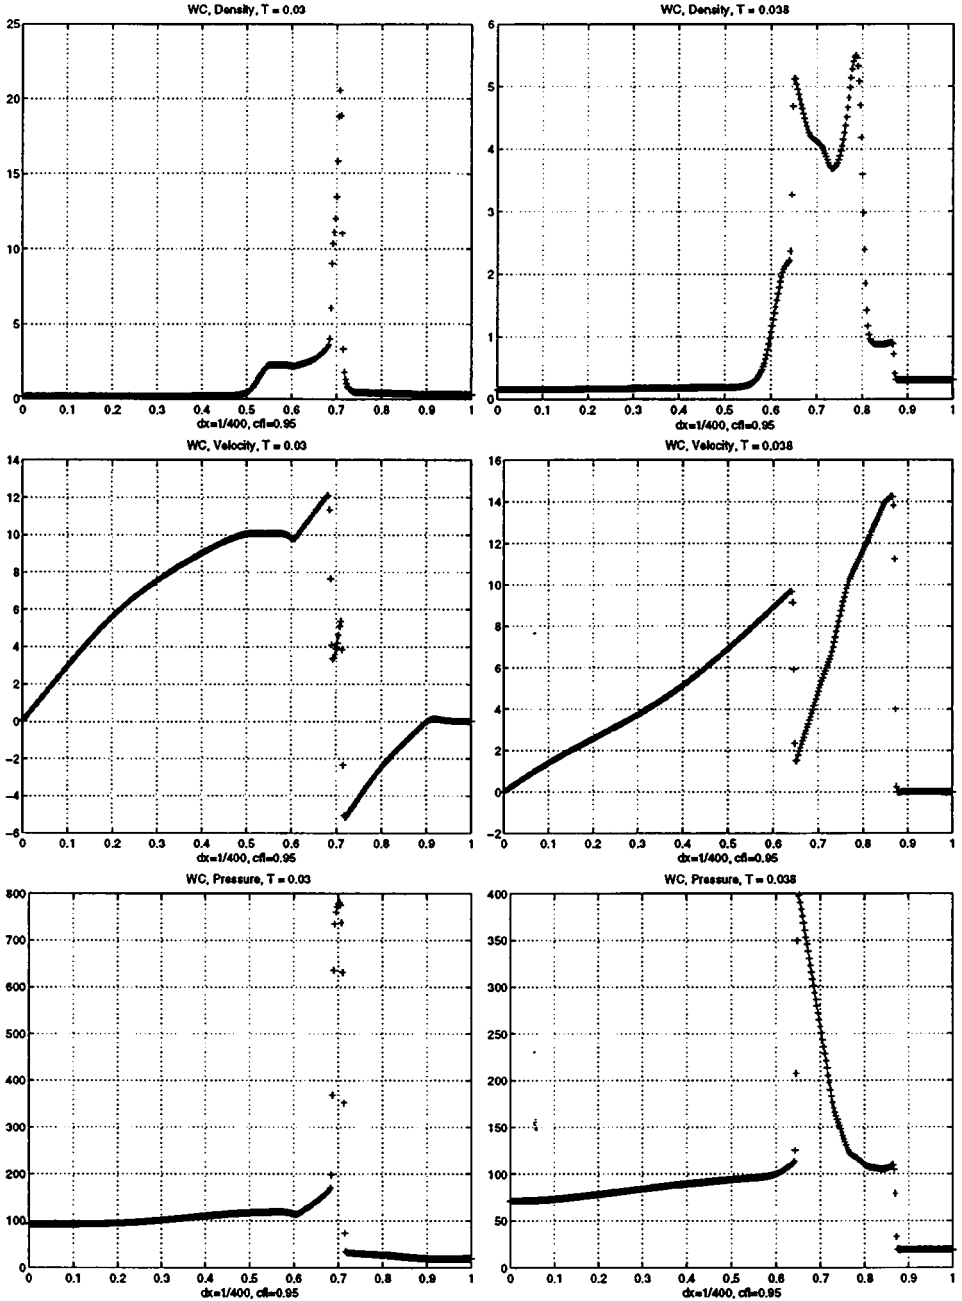 WC, Density, T = 0.03
25
20
15
10
5
0
0 0.1 0.2 0.3 0.4 0.5 0.6 0.7 0.8 0.9 1
dx=1/400, cfl=0.95
WC, Density, T = 0.038
6
5
4
3
2
1
0
0 0.1 0.2 0.3 0.4 0.5 0.6 0.7 0.8 0.9 1
dx=1/400, cfl=0.95
WC, Velocity, T = 0.03
14
12
10
8
6
4
2
0
−2
−4
−6
0 0.1 0.2 0.3 0.4 0.5 0.6 0.7 0.8 0.9 1
dx=1/400, cfl=0.95
WC, Velocity, T = 0.038
16
14
12
10
8
6
4
2
0
−2
0 0.1 0.2 0.3 0.4 0.5 0.6 0.7 0.8 0.9 1
dx=1/400, cfl=0.95
WC, Pressure, T = 0.03
800
700
600
500
400
300
200
100
0
0 0.1 0.2 0.3 0.4 0.5 0.6 0.7 0.8 0.9 1
dx=1/400, cfl=0.95
WC, Pressure, T = 0.038
400
350
300
250
200
150
100
50
0
0 0.1 0.2 0.3 0.4 0.5 0.6 0.7 0.8 0.9 1
dx=1/400, cfl=0.95